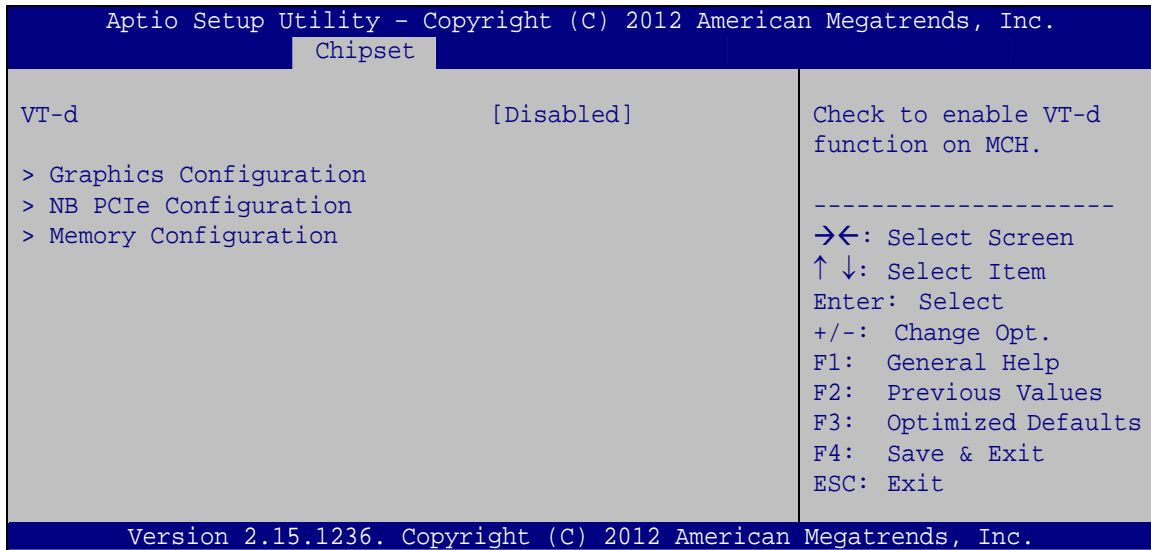 Aptio Setup Utility – Copyright (C) 2012 American Megatrends, Inc.
Chipset
VT-d [Disabled]
> Graphics Configuration
> NB PCIe Configuration
> Memory Configuration
Check to enable VT-d
function on MCH.
---------------------
→←: Select Screen
↑ ↓: Select Item
Enter: Select
+/-: Change Opt.
F1: General Help
F2: Previous Values
F3: Optimized Defaults
F4: Save & Exit
ESC: Exit
Version 2.15.1236. Copyright (C) 2012 American Megatrends, Inc.